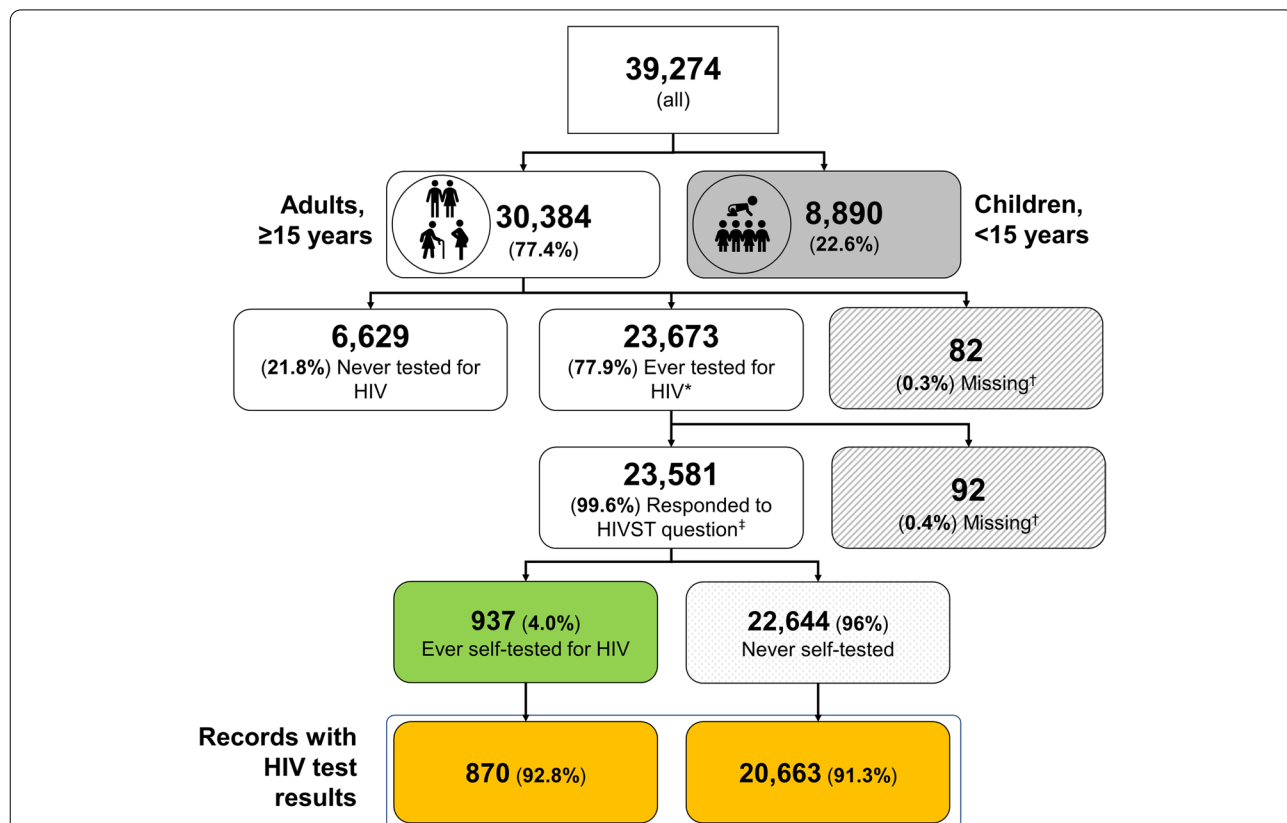 39,274
(all)
Adults,
≥15 years
30,384
(77.4%)
8,890
(22.6%)
Children,
<15 years
6,629
(21.8%) Never tested for
HIV
23,673
(77.9%) Ever tested for
HIV*
82
(0.3%) Missing†
23,581
(99.6%) Responded to
HIVST question‡
92
(0.4%) Missing†
937 (4.0%)
Ever self-tested for HIV
22,644 (96%)
Never self-tested
Records with
HIV test
results
870 (92.8%)
20,663 (91.3%)